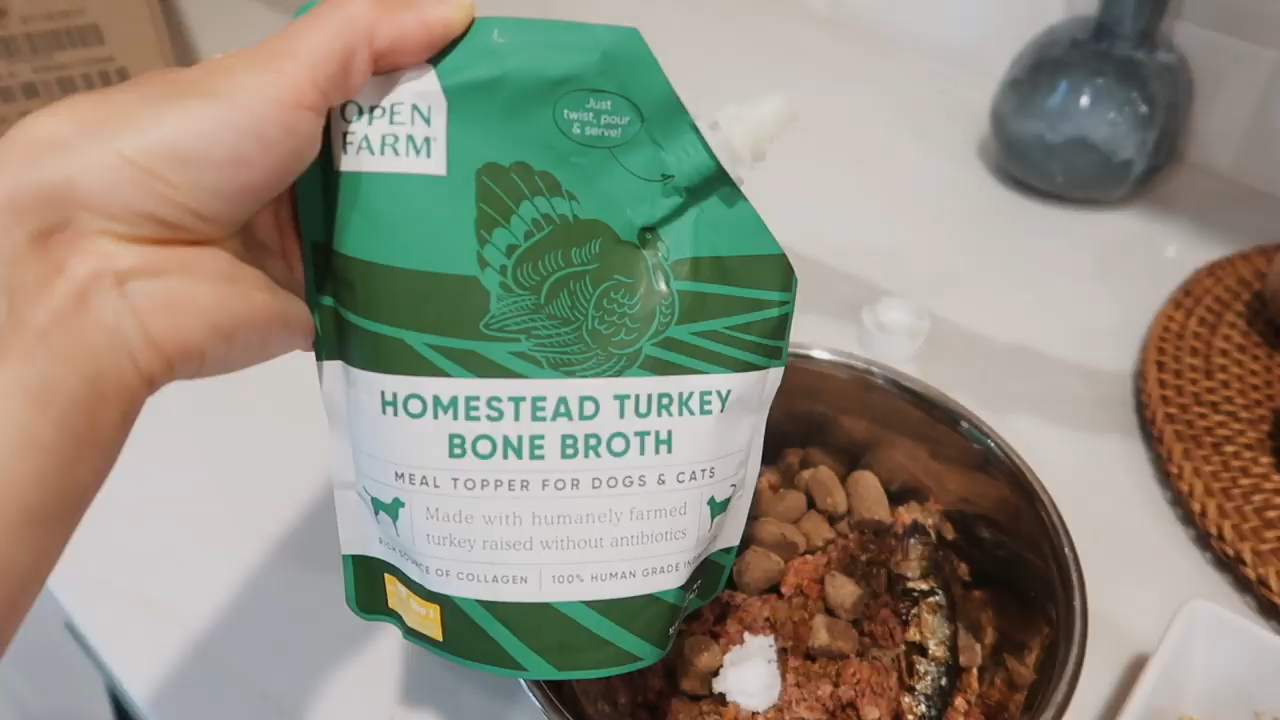 OPEN
FARM
Just
twist, pour
& serve!
HOMESTEAD TURKEY
BONE BROTH
MEAL TOPPER FOR DOGS & CATS
Made with humanely farmed
turkey raised without antibiotics
RICH SOURCE OF COLLAGEN
100% HUMAN GRADE